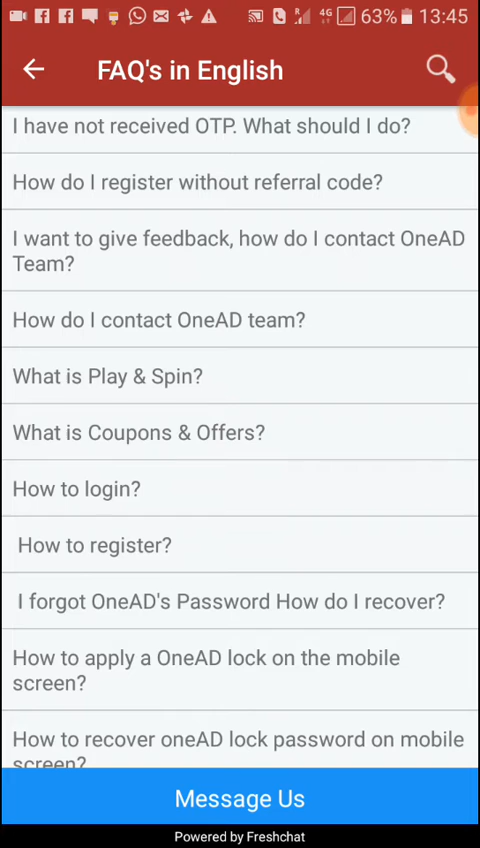 R 4G 63% 13:45
FAQ's in English
I have not received OTP. What should I do?
How do I register without referral code?
I want to give feedback, how do I contact OneAD
Team?
How do I contact OneAD team?
What is Play & Spin?
What is Coupons & Offers?
How to login?
How to register?
I forgot OneAD's Password How do I recover?
How to apply a OneAD lock on the mobile
screen?
How to recover oneAD lock password on mobile
screen?
Message Us
Powered by Freshchat